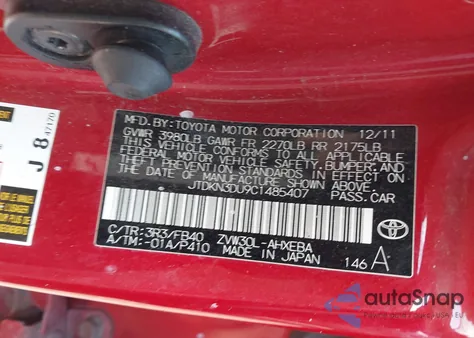 MFD.BY:TOYOTA MOTOR CORPORATION 12/11
GVWR 3980LB GAWR FR 2270LB RR 2175LB
THIS VEHICLE CONFORMS TO ALL APPLICABLE
FEDERAL MOTOR VEHICLE SAFETY, BUMPER, AND
THEFT PREVENTION STANDARDS IN EFFECT ON
THE DATE OF MANUFACTURE SHOWN ABOVE.
JTDKN3DU9C1485407 PASS.CAR
C/TR:3R3/FB40 ZVW30L-AHXEBA
A/TM:-01A/P410 MADE IN JAPAN 146 A
J 8 47170
autoSnap